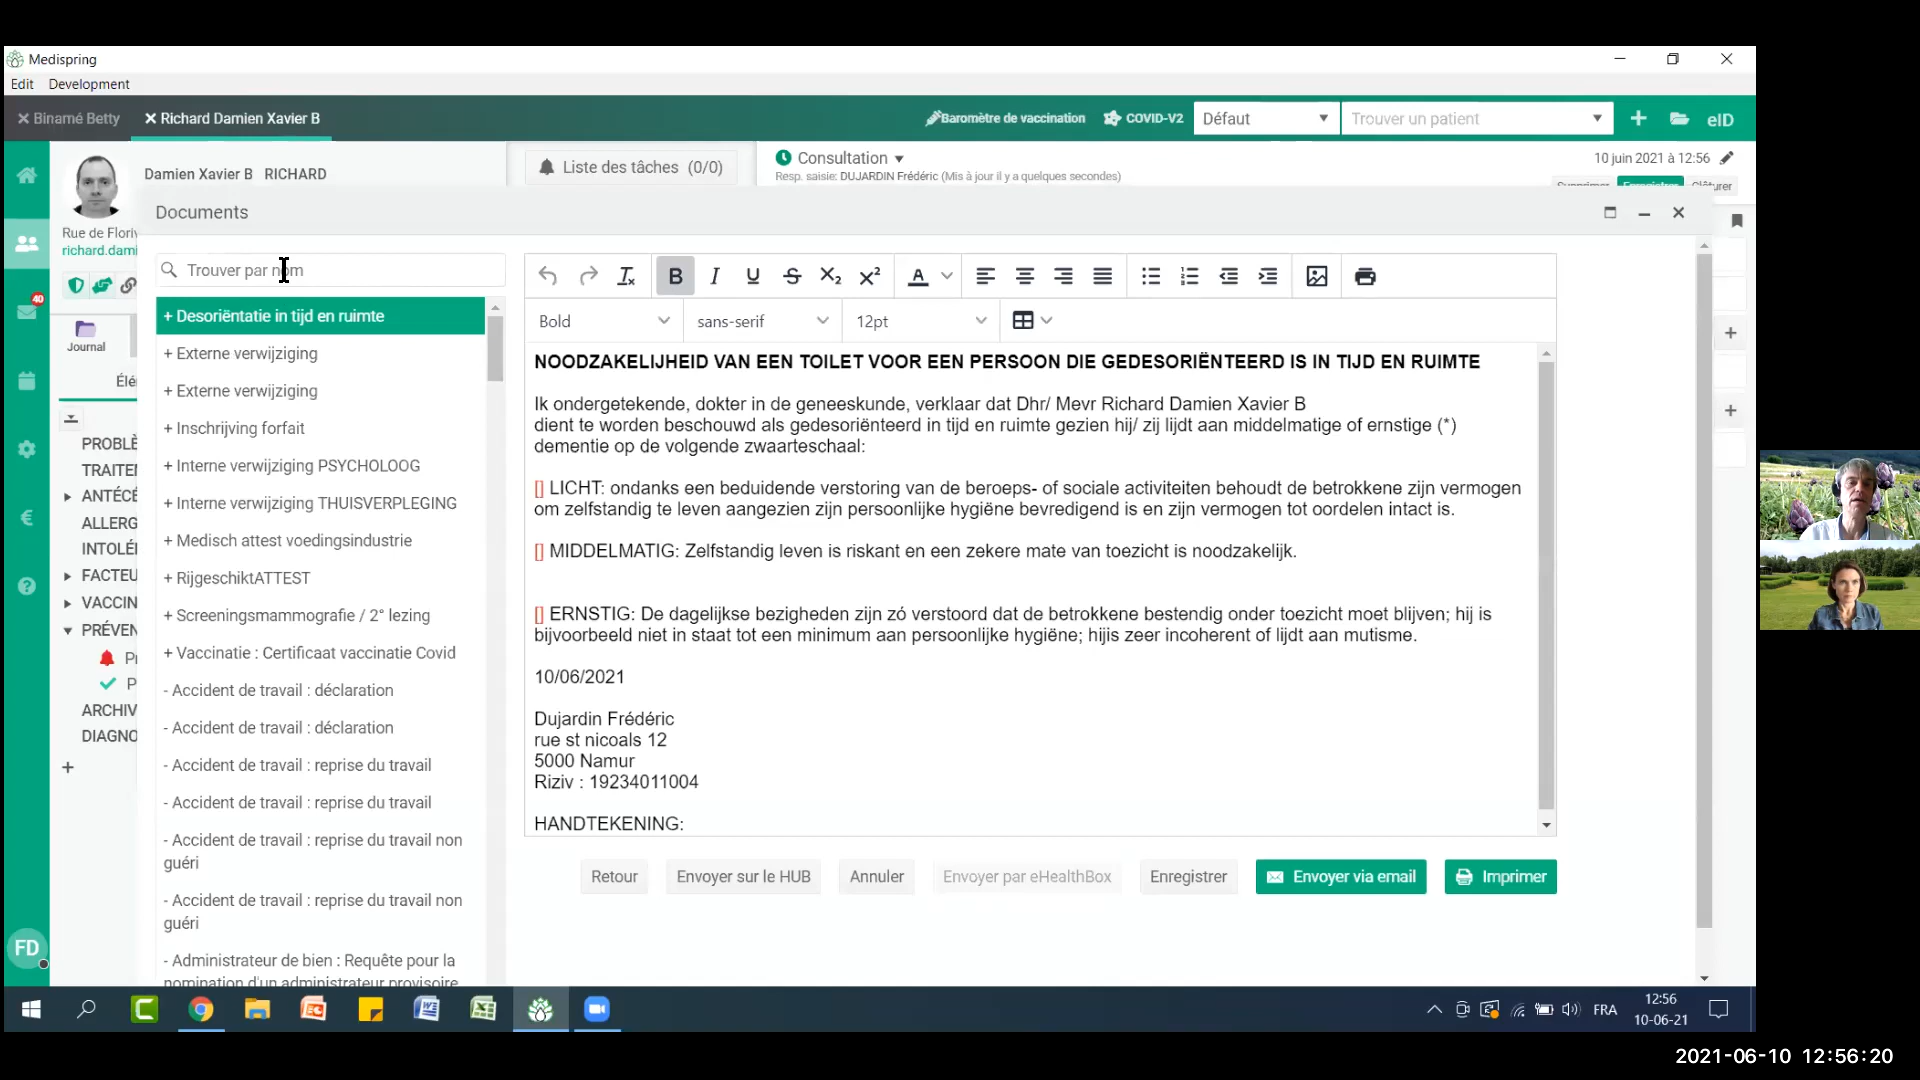 Medispring
Edit Development
Binamé Betty
Richard Damien Xavier B
Baromètre de vaccination
COVID-V2
Défaut
Trouver un patient
eID
Damien Xavier B RICHARD
Liste des tâches (0/0)
Consultation
10 juin 2021 à 12:56
Resp. saisie: DUJARDIN Frédéric (Mis à jour il y a quelques secondes)
Supprimer Enregistrer Clôturer
Rue de Floriv
richard.dami
40
Journal
Élé
PROBLÈ
TRAITEM
ANTÉCÉ
ALLERG
INTOLÉ
FACTEU
VACCIN
PRÉVEN
P
ARCHIV
DIAGNO
FD
Documents
Trouver par nom
+ Desoriëntatie in tijd en ruimte
+ Externe verwijziging
+ Externe verwijziging
+ Inschrijving forfait
+ Interne verwijziging PSYCHOLOOG
+ Interne verwijziging THUISVERPLEGING
+ Medisch attest voedingsindustrie
+ RijgeschiktATTEST
+ Screeningsmammografie / 2° lezing
+ Vaccinatie : Certificaat vaccinatie Covid
- Accident de travail : déclaration
- Accident de travail : déclaration
- Accident de travail : reprise du travail
- Accident de travail : reprise du travail
- Accident de travail : reprise du travail non
guéri
- Accident de travail : reprise du travail non
guéri
- Administrateur de bien : Requête pour la
nomination d'un administrateur provisoire
Bold
sans-serif
12pt
NOODZAKELIJHEID VAN EEN TOILET VOOR EEN PERSOON DIE GEDESORIËNTEERD IS IN TIJD EN RUIMTE
Ik ondergetekende, dokter in de geneeskunde, verklaar dat Dhr/ Mevr Richard Damien Xavier B
dient te worden beschouwd als gedesoriënteerd in tijd en ruimte gezien hij/ zij lijdt aan middelmatige of ernstige (*)
dementie op de volgende zwaarteschaal:
[] LICHT: ondanks een beduidende verstoring van de beroeps- of sociale activiteiten behoudt de betrokkene zijn vermogen
om zelfstandig te leven aangezien zijn persoonlijke hygiëne bevredigend is en zijn vermogen tot oordelen intact is.
[] MIDDELMATIG: Zelfstandig leven is riskant en een zekere mate van toezicht is noodzakelijk.
[] ERNSTIG: De dagelijkse bezigheden zijn zó verstoord dat de betrokkene bestendig onder toezicht moet blijven; hij is
bijvoorbeeld niet in staat tot een minimum aan persoonlijke hygiëne; hijis zeer incoherent of lijdt aan mutisme.
10/06/2021
Dujardin Frédéric
rue st nicoals 12
5000 Namur
Riziv : 19234011004
HANDTEKENING:
Retour
Envoyer sur le HUB
Annuler
Envoyer par eHealthBox
Enregistrer
Envoyer via email
Imprimer
FRA
12:56
10-06-21
2021-06-10 12:56:20